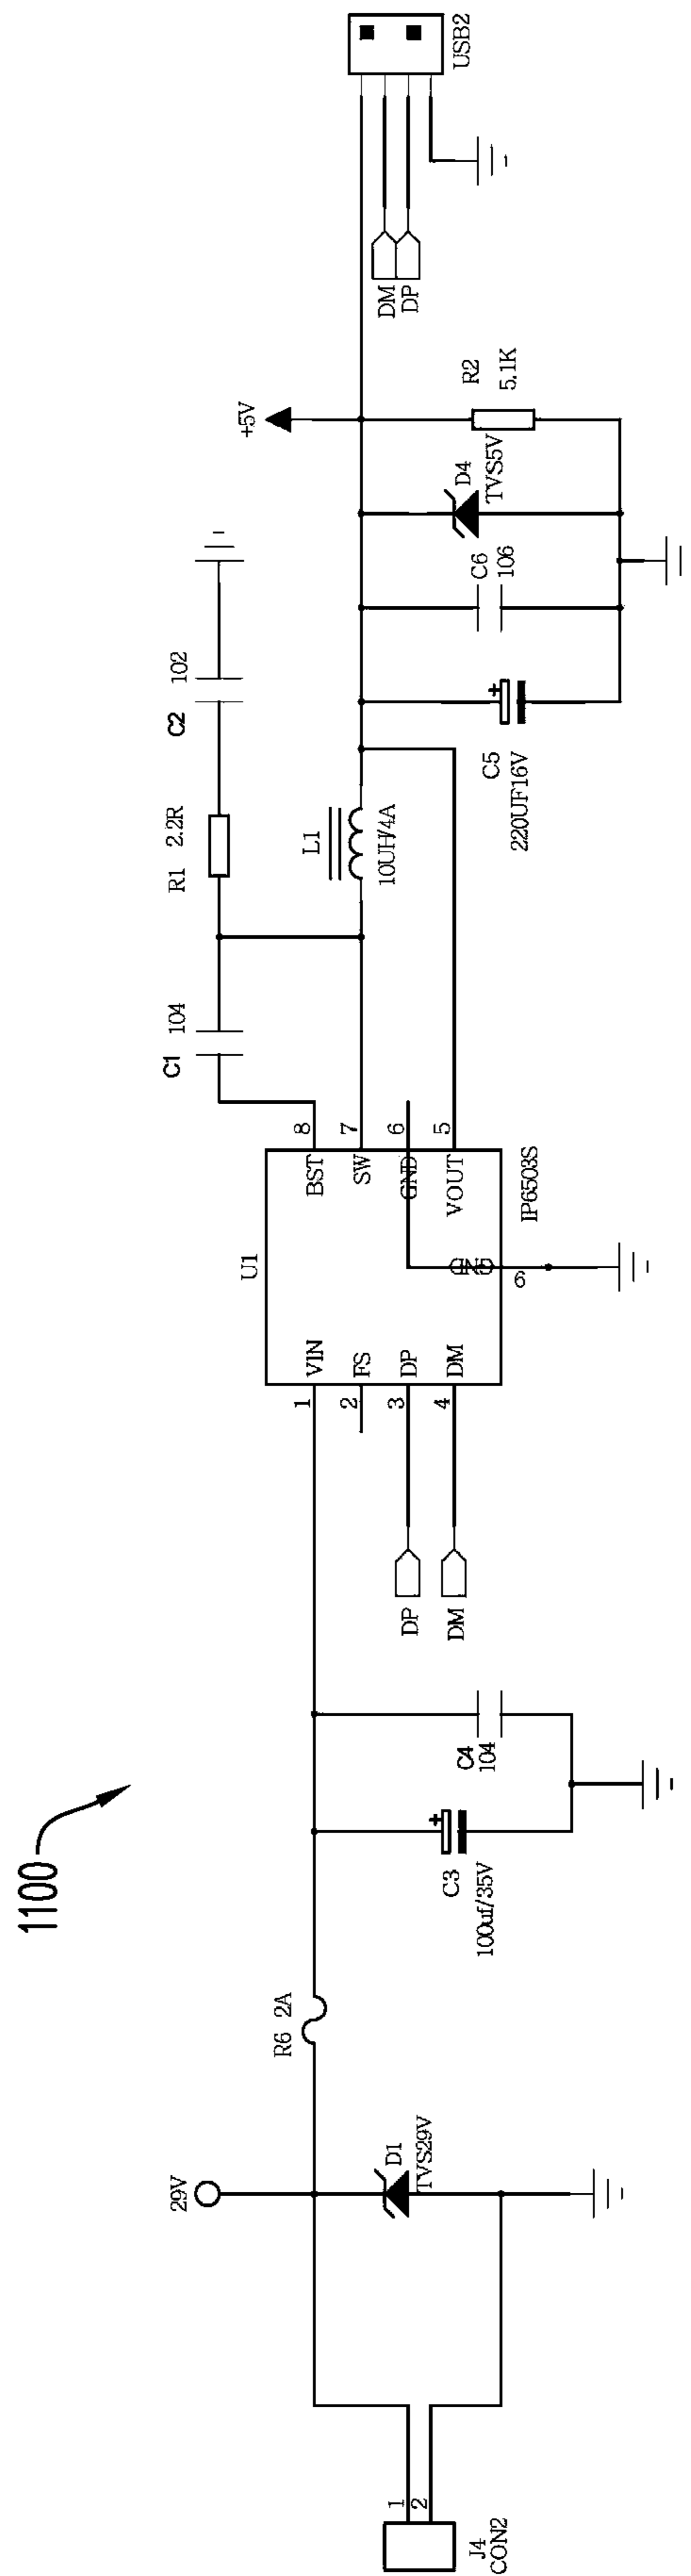 1100
J4
CON2
1
2
29V
D1
TVS29V
R6 2A
C3
100uf/35V
C4
104
DP
DM
1
2
3
4
VIN
FS
DP
DM
U1
IP6503S
BST
SW
GND
VOUT
GND
6
8
7
6
5
C1
104
R1 2.2R
C2
102
L1
10UH/4A
C5
220UF16V
C6
106
D4
TVS5V
R2
5.1K
+5V
DM
DP
USB2